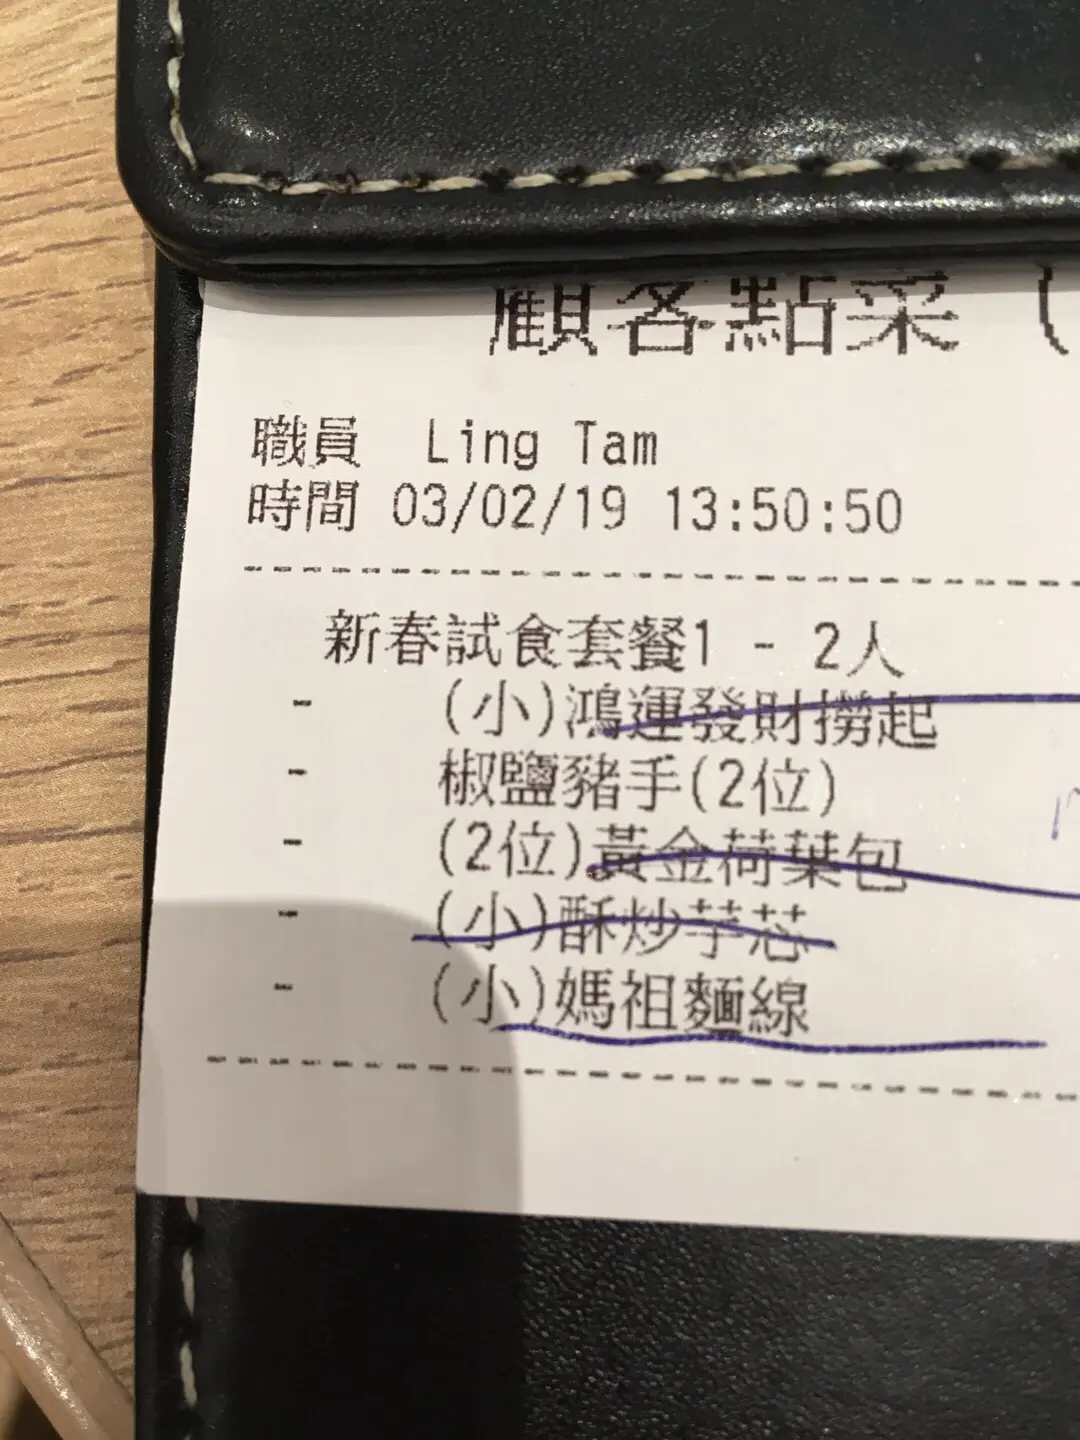 顧客點菜 (
職員 Ling Tam
時間 03/02/19 13:50:50
新春試食套餐1 - 2人
- (小)鴻運發財撈起
- 椒鹽豬手(2位)
- (2位)黃金荷葉包
- (小)酥炒芋芯
- (小)媽祖麵線